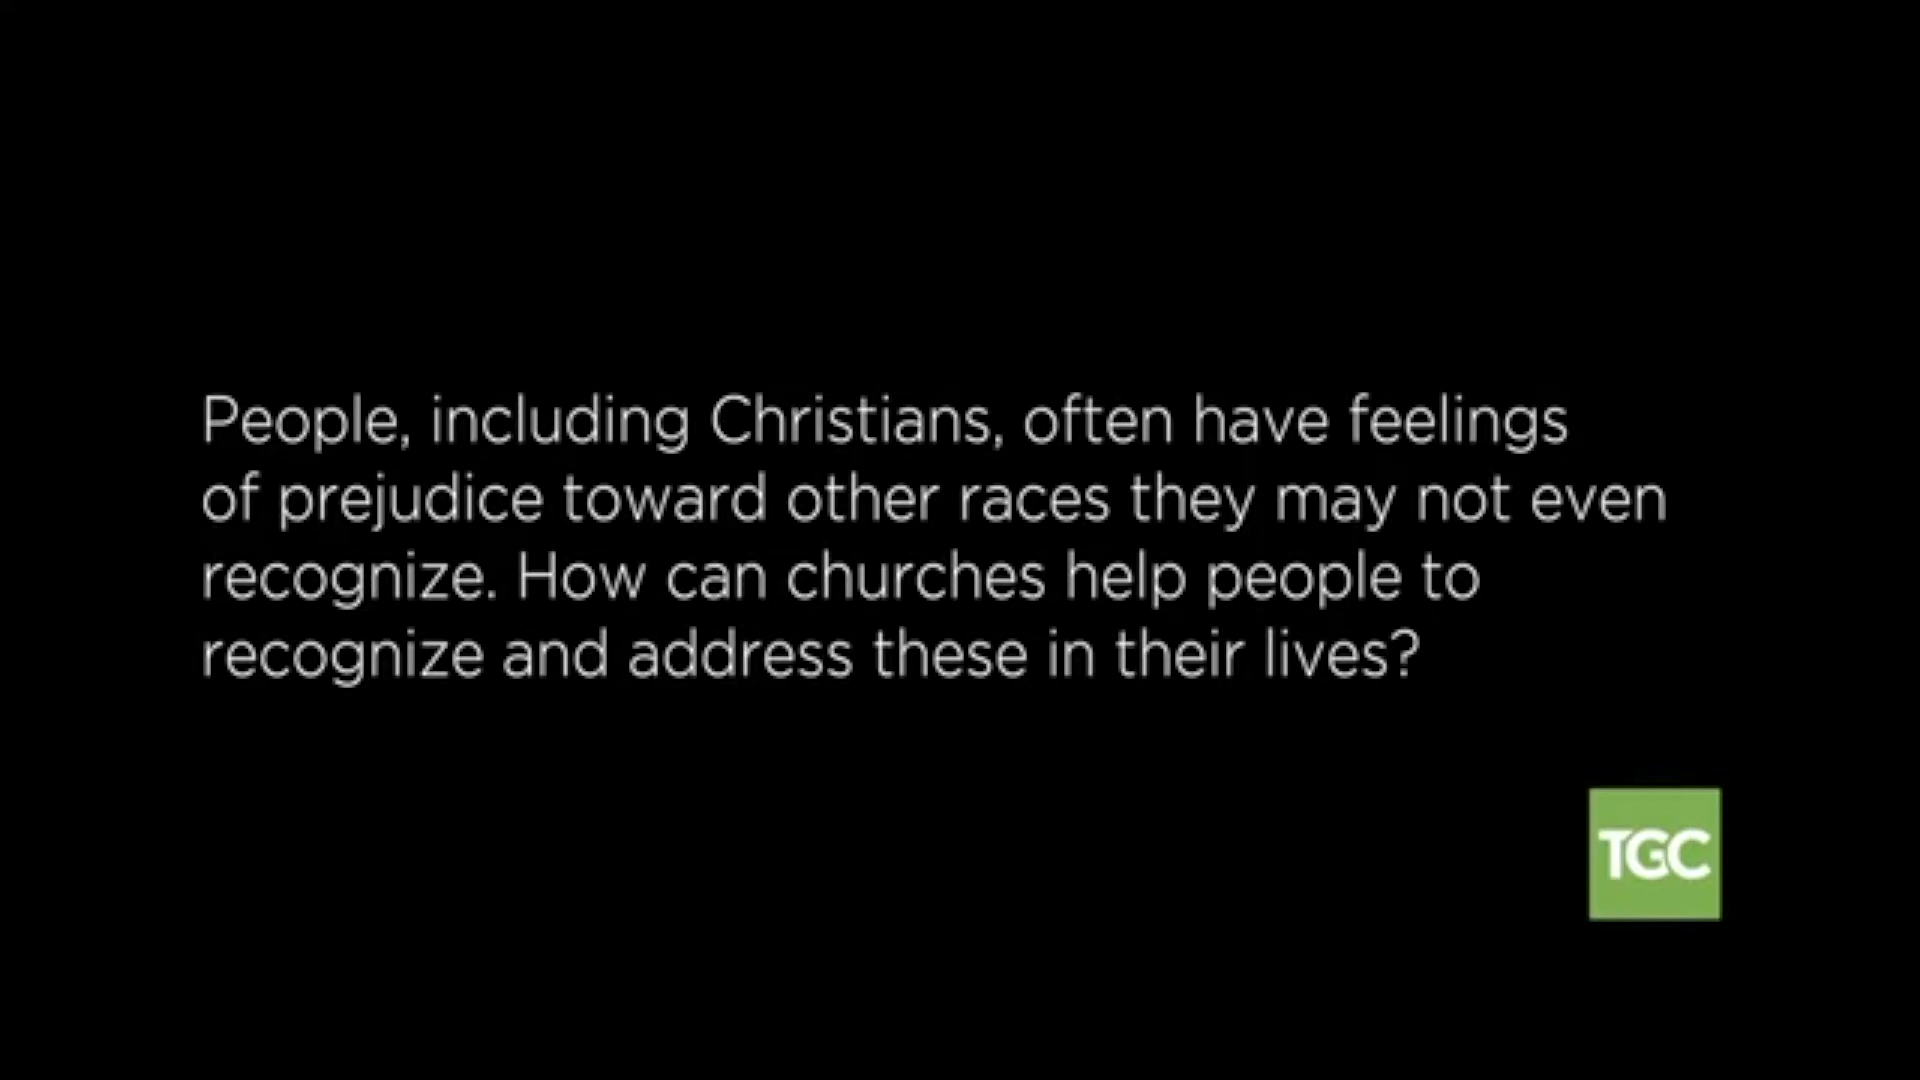 People, including Christians, often have feelings
of prejudice toward other races they may not even
recognize. How can churches help people to
recognize and address these in their lives?
TGC